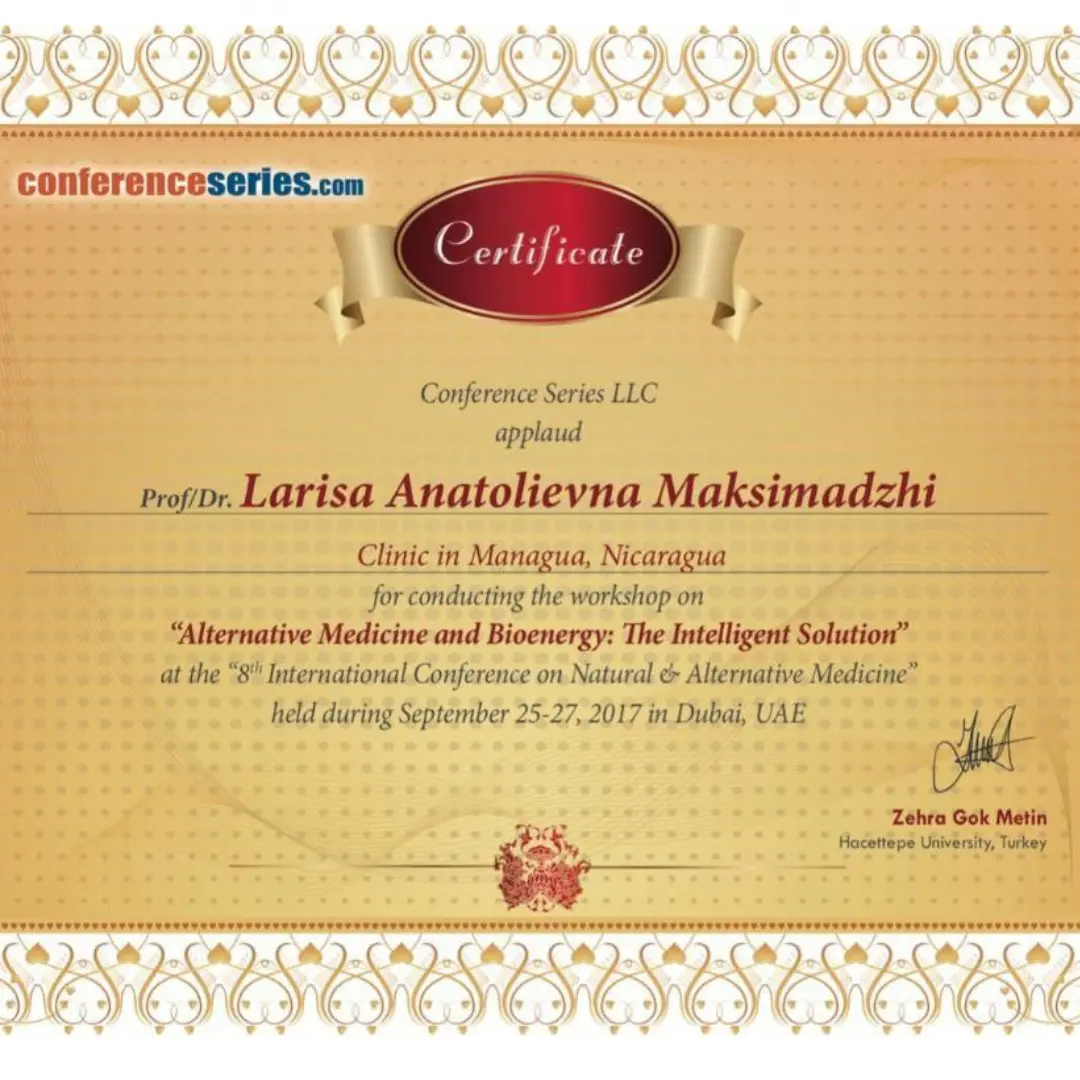 conferenceseries.com
Certificate
Conference Series LLC
applaud
Prof/Dr. Larisa Anatolievna Maksimadzhi
Clinic in Managua, Nicaragua
for conducting the workshop on
“Alternative Medicine and Bioenergy: The Intelligent Solution”
at the “8th International Conference on Natural & Alternative Medicine”
held during September 25-27, 2017 in Dubai, UAE
Zehra Gok Metin
Hacettepe University, Turkey